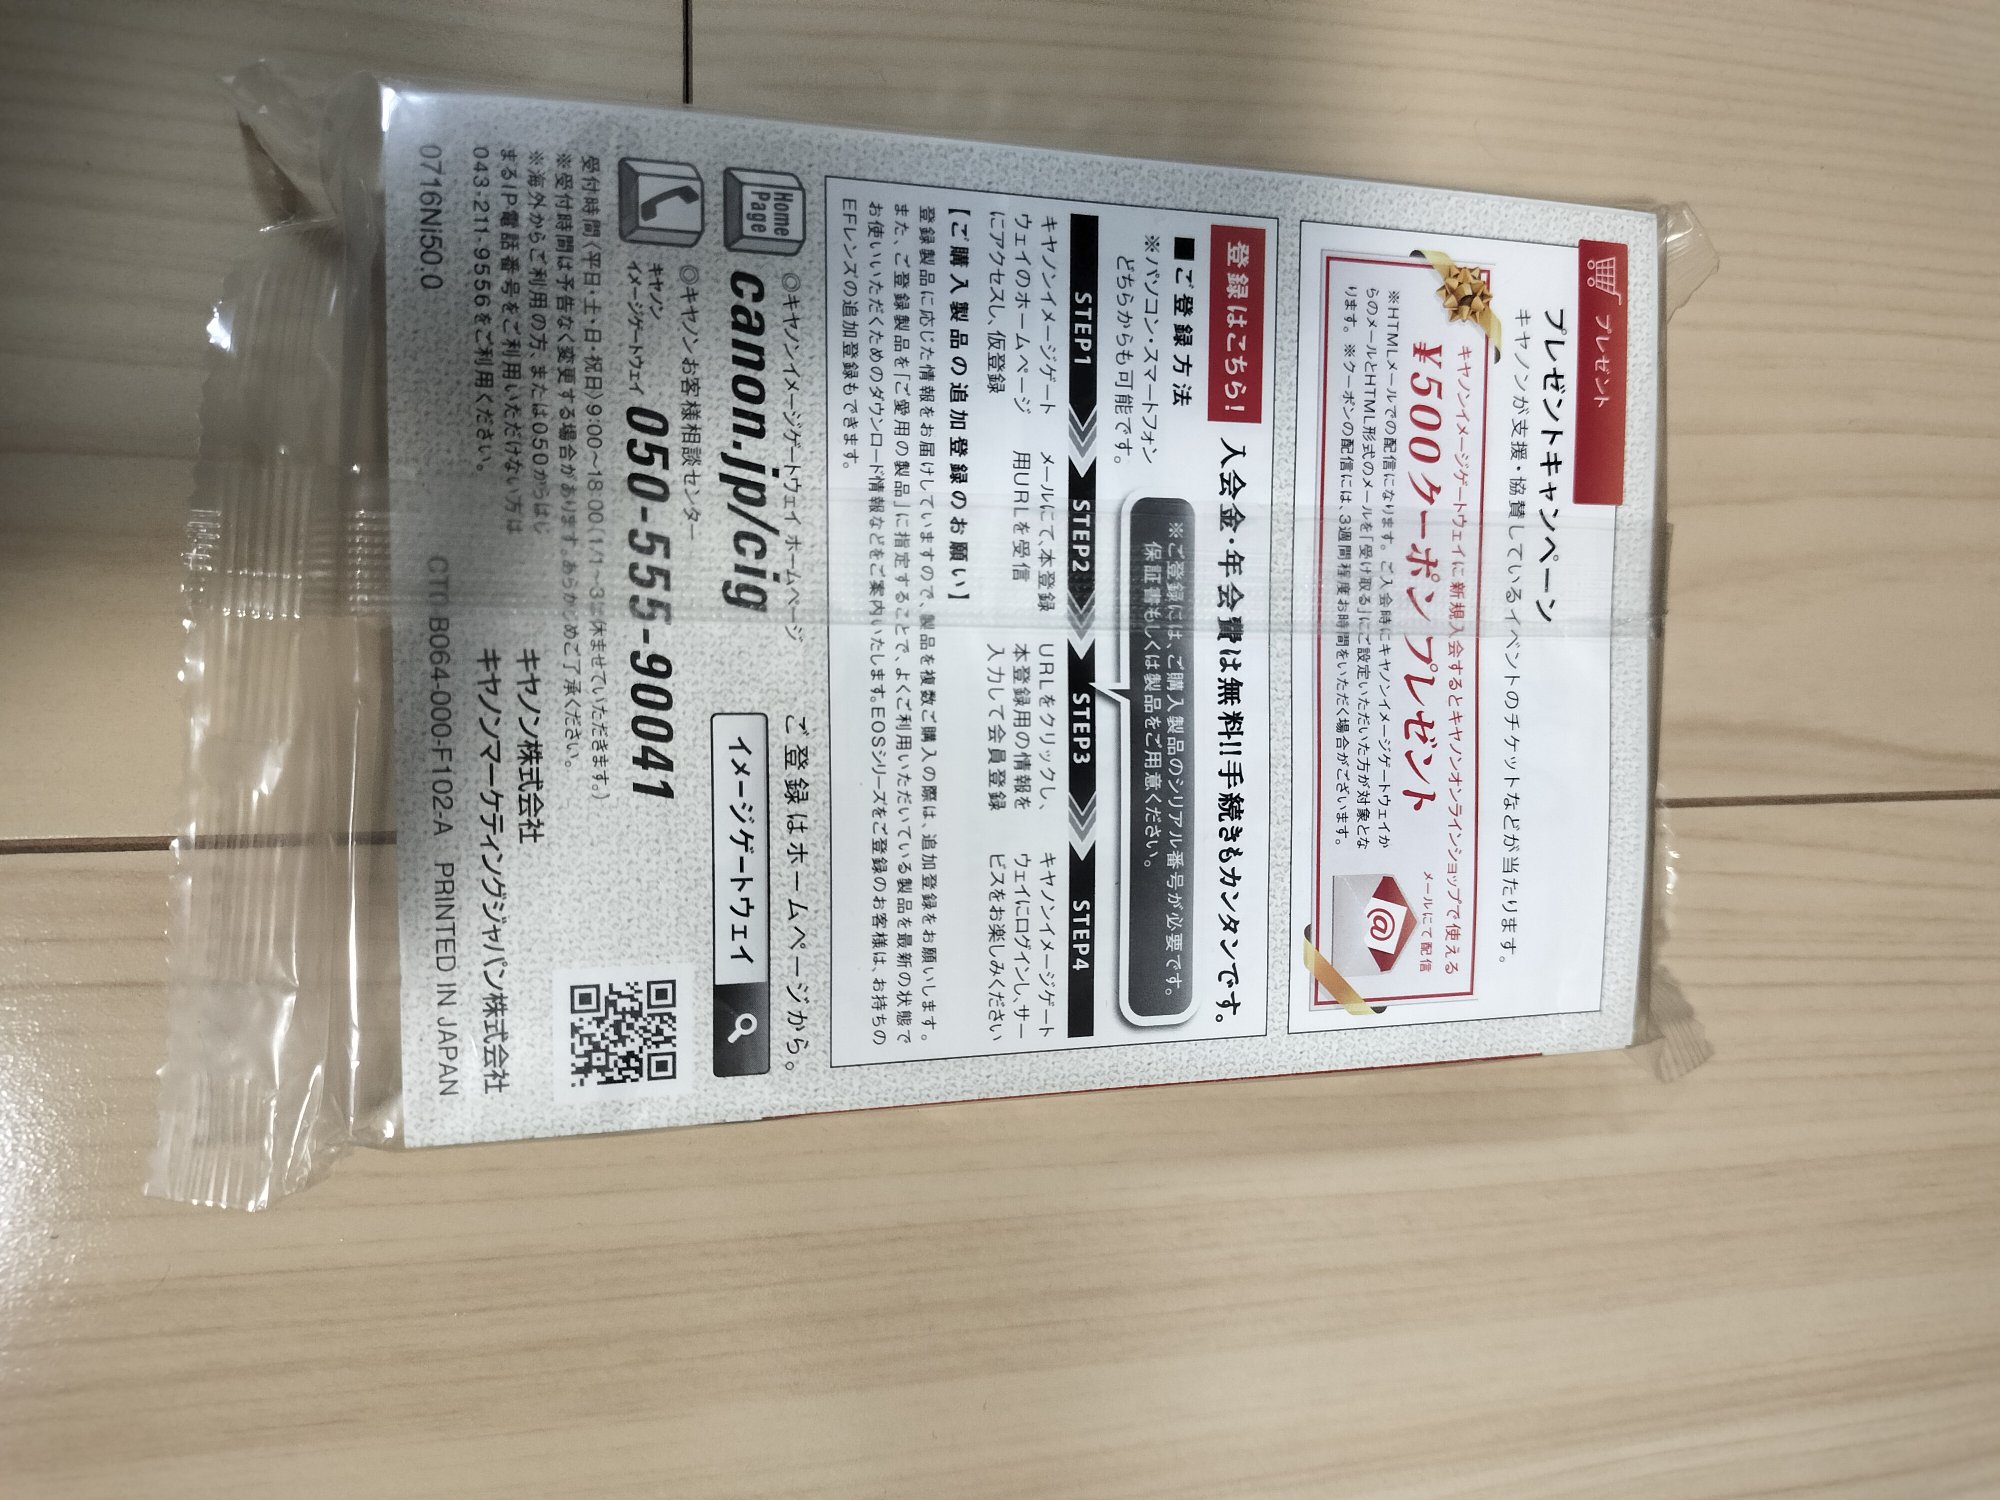 プレゼント
プレゼントキャンペーン
キヤノンが支援・協賛しているイベントのチケットなどが当たります。
キヤノンイメージゲートウェイに新規入会するとキヤノンオンラインショップで使える
¥500クーポンプレゼント
メールにて配信
※HTMLメールでの配信になります。ご入会時にキヤノンイメージゲートウェイか
らのメールとHTML形式のメールを「受け取る」にご設定いただいた方が対象とな
ります。※クーポンの配信には、3週間程度お時間をいただく場合がございます。
@
登録はこちら!
入会金・年会費は無料!!手続きもカンタンです。
■ご登録方法
※パソコン・スマートフォン
どちらからも可能です。
※ご登録には、ご購入製品のシリアル番号が必要です。
保証書もしくは製品をご用意ください。
STEP1
STEP2
STEP3
STEP4
キヤノンイメージゲート
ウェイのホームページ
にアクセスし、仮登録
メールにて、本登録
用URLを受信
URLをクリックし、
本登録用の情報を
入力して会員登録
キヤノンイメージゲート
ウェイにログインし、サー
ビスをお楽しみください
【ご購入製品の追加登録のお願い】
登録製品に応じた情報をお届けしていますので、製品を複数ご購入の際は、追加登録をお願いします。
また、ご登録製品を「ご愛用の製品」に指定することで、よくご利用いただいている製品を最新の状態で
お使いいただくためのダウンロード情報などをご案内いたします。EOSシリーズをご登録のお客様は、お持ちの
EFレンズの追加登録もできます。
Home
Page
◎キヤノンイメージゲートウェイ ホームページ
canon.jp/cig
ご登録はホームページから。
イメージゲートウェイ
◎キヤノンお客様相談センター
キヤノン
イメージゲートウェイ
050-555-90041
受付時間〈平日・土・日・祝日〉9:00〜18:00(1/1〜3は休ませていただきます。)
※受付時間は予告なく変更する場合があります。あらかじめご了承ください。
※海外からご利用の方、または050からはじ
まるIP電話番号をご利用いただけない方は
043-211-9556をご利用ください。
キヤノン株式会社
キヤノンマーケティングジャパン株式会社
0716Ni50.0
CT0-B064-000-F102-A
PRINTED IN JAPAN